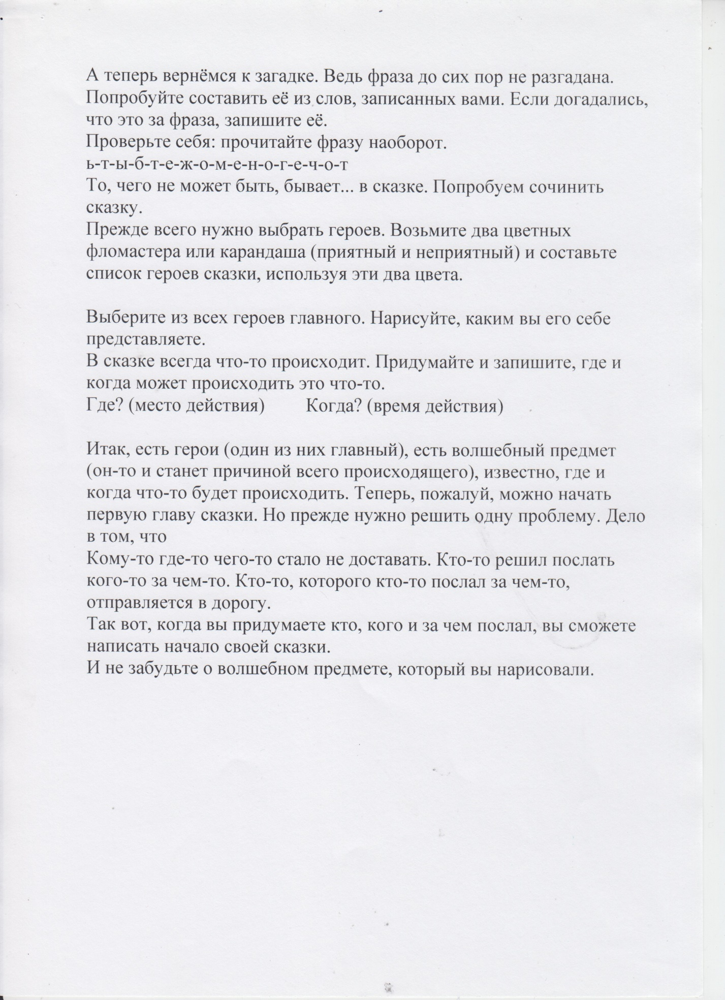 А теперь вернёмся к загадке. Ведь фраза до сих пор не разгадана.
Попробуйте составить её из слов, записанных вами. Если догадались,
что это за фраза, запишите её.
Проверьте себя: прочитайте фразу наоборот.
ь-т-ы-б-т-е-ж-о-м-е-н-о-г-е-ч-о-т
То, чего не может быть, бывает... в сказке. Попробуем сочинить
сказку.
Прежде всего нужно выбрать героев. Возьмите два цветных
фломастера или карандаша (приятный и неприятный) и составьте
список героев сказки, используя эти два цвета.
Выберите из всех героев главного. Нарисуйте, каким вы его себе
представляете.
В сказке всегда что-то происходит. Придумайте и запишите, где и
когда может происходить это что-то.
Где? (место действия) Когда? (время действия)
Итак, есть герои (один из них главный), есть волшебный предмет
(он-то и станет причиной всего происходящего), известно, где и
когда что-то будет происходить. Теперь, пожалуй, можно начать
первую главу сказки. Но прежде нужно решить одну проблему. Дело
в том, что
Кому-то где-то чего-то стало не доставать. Кто-то решил послать
кого-то за чем-то. Кто-то, которого кто-то послал за чем-то,
отправляется в дорогу.
Так вот, когда вы придумаете кто, кого и за чем послал, вы сможете
написать начало своей сказки.
И не забудьте о волшебном предмете, который вы нарисовали.